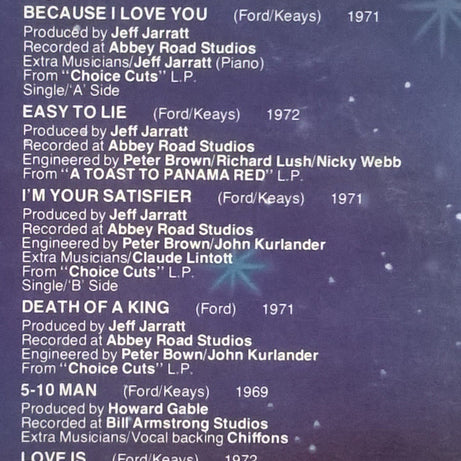 BECAUSE I LOVE YOU (Ford/Keays) 1971
Produced by Jeff Jarratt
Recorded at Abbey Road Studios
Extra Musicians/Jeff Jarratt (Piano)
From "Choice Cuts" L.P.
Single/'A' Side
EASY TO LIE (Ford/Keays) 1972
Produced by Jeff Jarratt
Recorded at Abbey Road Studios
Engineered by Peter Brown/Richard Lush/Nicky Webb
From "A TOAST TO PANAMA RED" L.P.
I'M YOUR SATISFIER (Ford/Keays) 1971
Produced by Jeff Jarratt
Recorded at Abbey Road Studios
Engineered by Peter Brown/John Kurlander
Extra Musicians/Claude Lintott
From "Choice Cuts" L.P.
Single/'B' Side
DEATH OF A KING (Ford) 1971
Produced by Jeff Jarratt
Recorded at Abbey Road Studios
Engineered by Peter Bown/John Kurlander
From "Choice Cuts" L.P.
5-10 MAN (Ford/Keays) 1969
Produced by Howard Gable
Recorded at Bill Armstrong Studios
Extra Musicians/Vocal backing Chiffons
LOVE IS (Ford/Keays) 1972